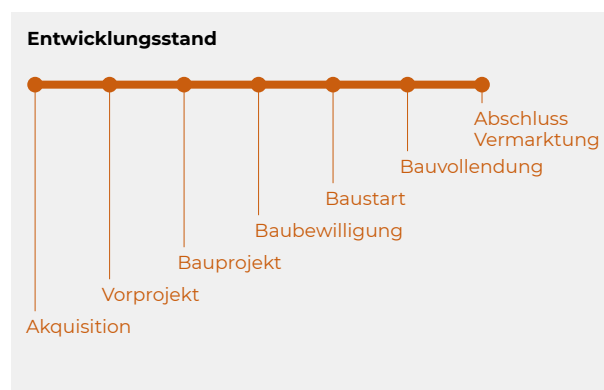 Entwicklungsstand
Abschluss
Vermarktung
Bauvollendung
Baustart
Baubewilligung
Bauprojekt
Vorprojekt
Akquisition